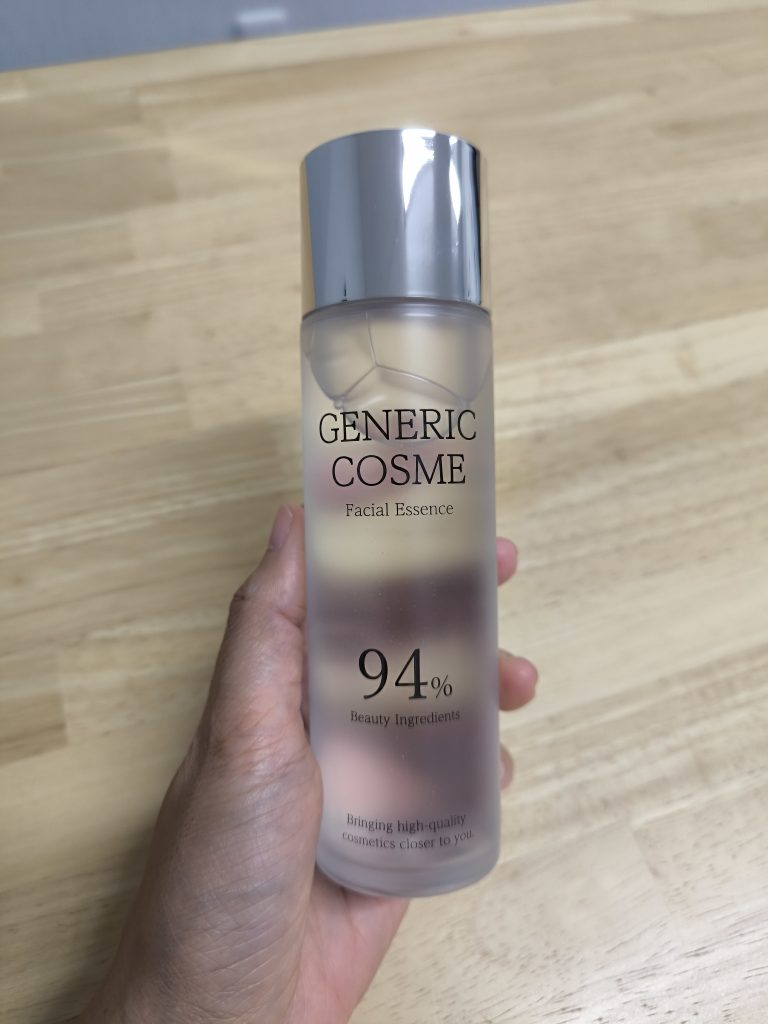 GENERIC
COSME
Facial Essence
94%
Beauty Ingredients
Bringing high-quality
cosmetics closer to you.